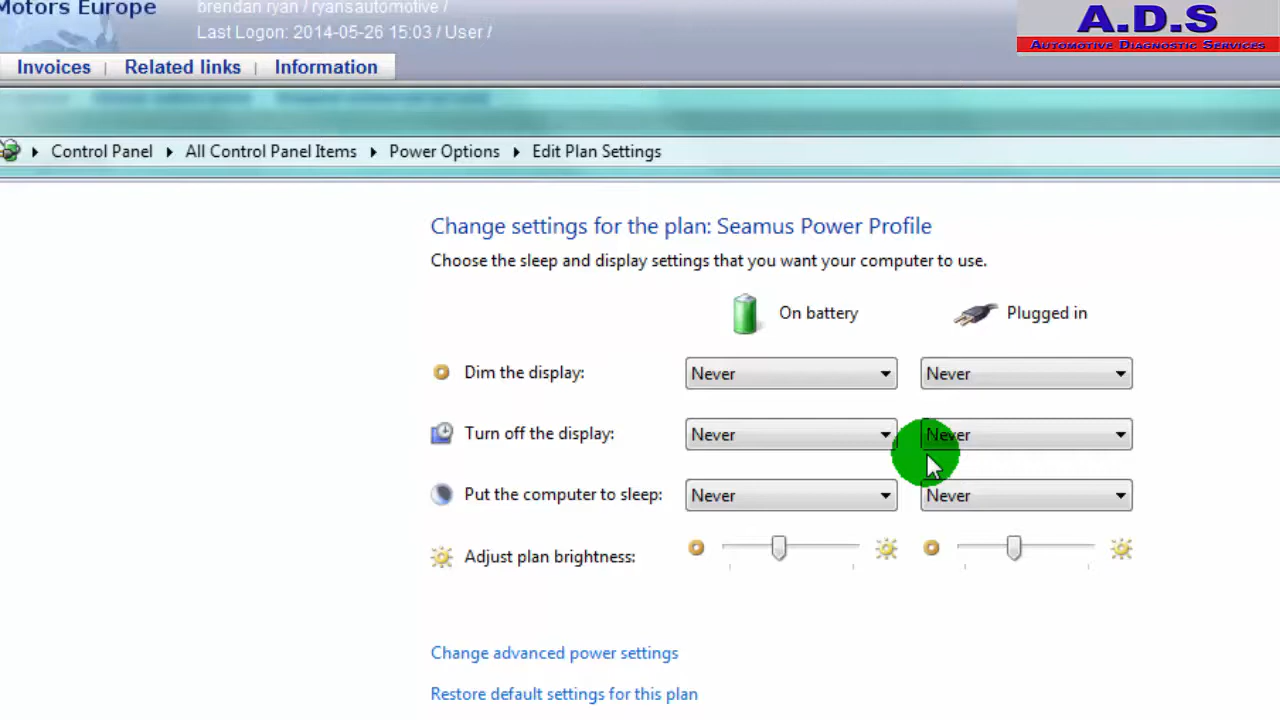 Motors Europe
brendan ryan / ryansautomotive /
Last Logon: 2014-05-26 15:03 / User /
A.D.S
Automotive Diagnostic Services
Invoices | Related links | Information
Control Panel All Control Panel Items Power Options Edit Plan Settings
Change settings for the plan: Seamus Power Profile
Choose the sleep and display settings that you want your computer to use.
On battery Plugged in
Dim the display: Never Never
Turn off the display: Never Never
Put the computer to sleep: Never Never
Adjust plan brightness:
Change advanced power settings
Restore default settings for this plan